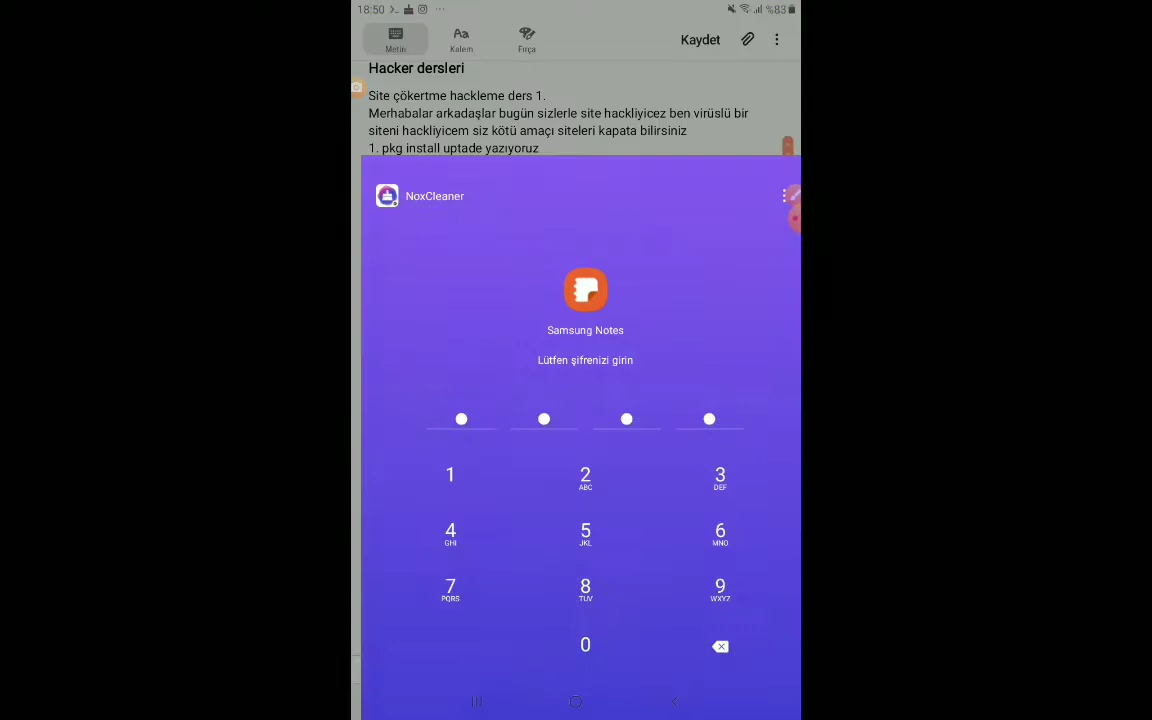 18:50
%83
Metin
Kalem
Fırça
Kaydet
Hacker dersleri
Site çökertme hackleme ders 1.
Merhabalar arkadaşlar bugün sizlerle site hackliyicez ben virüslu bir
siteni hackliyicem siz kötü amaçı siteleri kapata bilirsiniz
1. pkg install uptade yazıyoruz
NoxCleaner
Samsung Notes
Lütfen şifrenizi girin
1 2 3
ABC DEF
4 5 6
GHI JKL MNO
7 8 9
PQRS TUV WXYZ
0